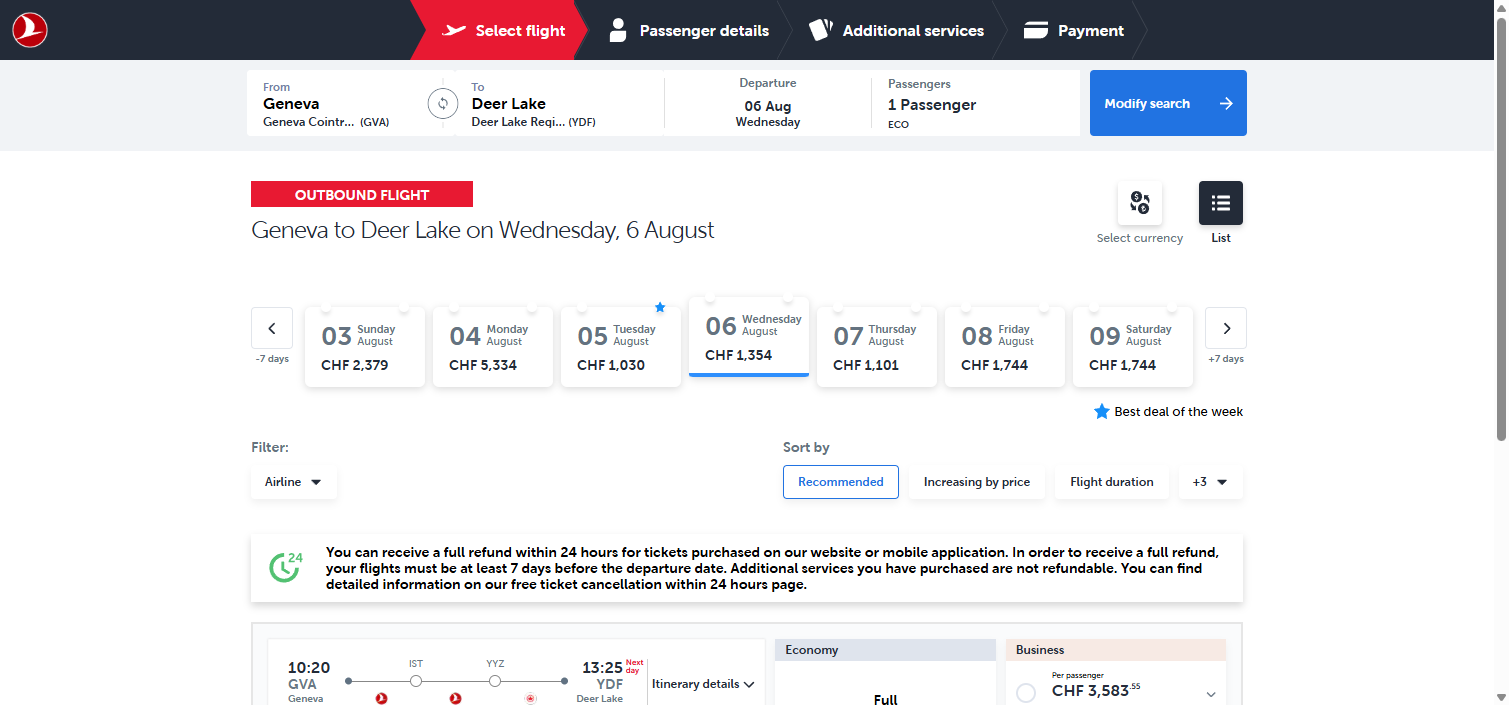 Select flight
Passenger details
Additional services
Payment
From
Geneva
Geneva Cointr... (GVA)
To
Deer Lake
Deer Lake Regi... (YDF)
Departure
06 Aug
Wednesday
Passengers
1 Passenger
ECO
Modify search
OUTBOUND FLIGHT
Geneva to Deer Lake on Wednesday, 6 August
Select currency
List
-7 days
03 Sunday August
CHF 2,379
04 Monday August
CHF 5,334
05 Tuesday August
CHF 1,030
06 Wednesday August
CHF 1,354
07 Thursday August
CHF 1,101
08 Friday August
CHF 1,744
09 Saturday August
CHF 1,744
+7 days
Best deal of the week
Filter:
Airline
Sort by
Recommended
Increasing by price
Flight duration
+3
24
You can receive a full refund within 24 hours for tickets purchased on our website or mobile application. In order to receive a full refund,
your flights must be at least 7 days before the departure date. Additional services you have purchased are not refundable. You can find
detailed information on our free ticket cancellation within 24 hours page.
10:20
GVA
Geneva
IST
YYZ
13:25 Next day
YDF
Deer Lake
Itinerary details
Economy
Full
Business
Per passenger
CHF 3,583.55